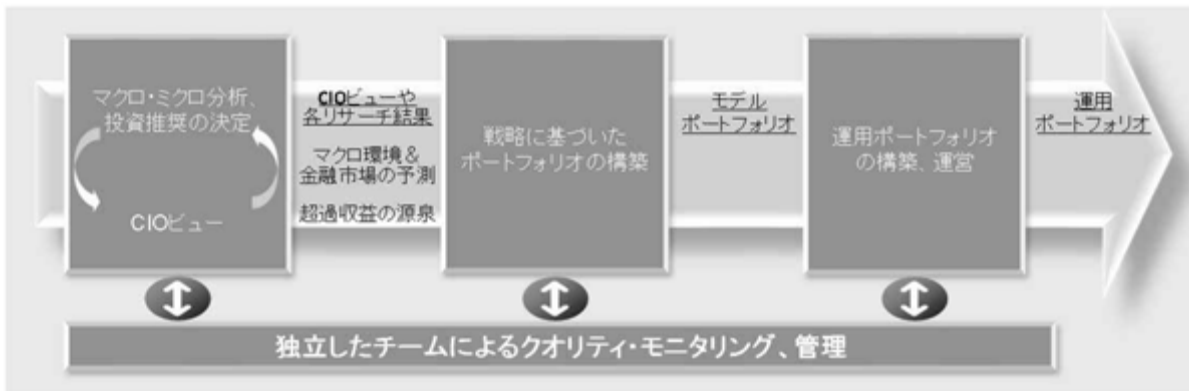 マクロ・ミクロ分析、
投資推奨の決定
CIOビュー
CIOビューや
各リサーチ結果
マクロ環境＆
金融市場の予測
超過収益の源泉
戦略に基づいた
ポートフォリオの構築
モデル
ポートフォリオ
運用ポートフォリオ
の構築、運営
運用
ポートフォリオ
独立したチームによるクオリティ・モニタリング、管理